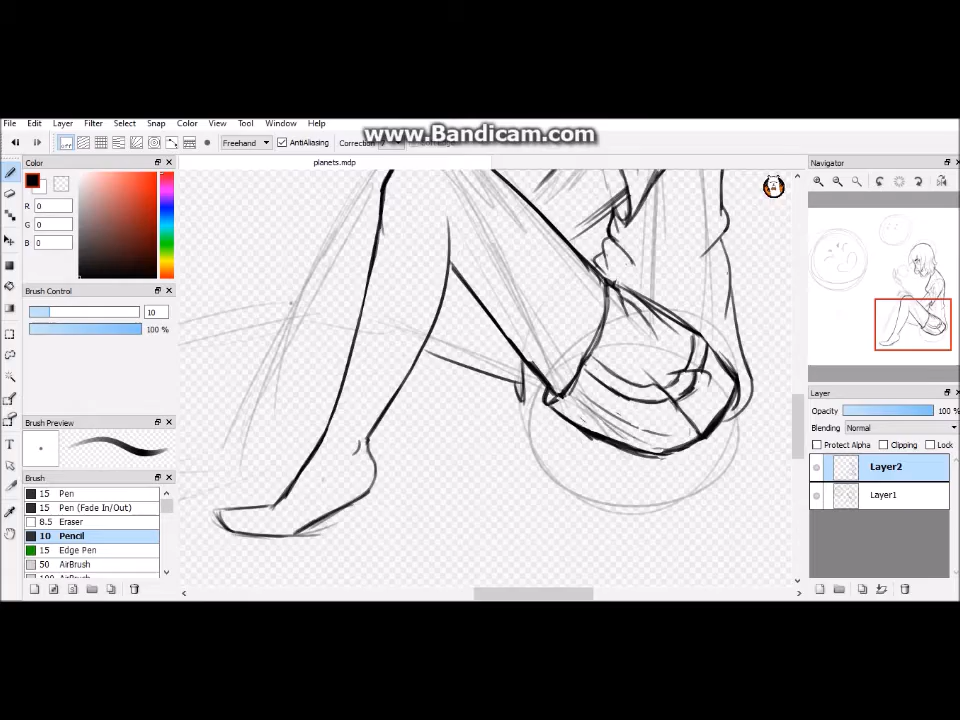 www.Bandicam.com
File Edit Layer Filter Select Snap Color View Tool Window Help
Freehand AntiAliasing Correction
Color planets.mdp Navigator
R 0
G 0
B 0
Brush Control
10
100 %
Layer
Opacity
Blending Normal
Protect Alpha Clipping Lock
Brush Preview
Layer2
Brush
Layer1
15 Pen
15 Pen (Fade In/Out)
8.5 Eraser
10 Pencil
15 Edge Pen
50 AirBrush